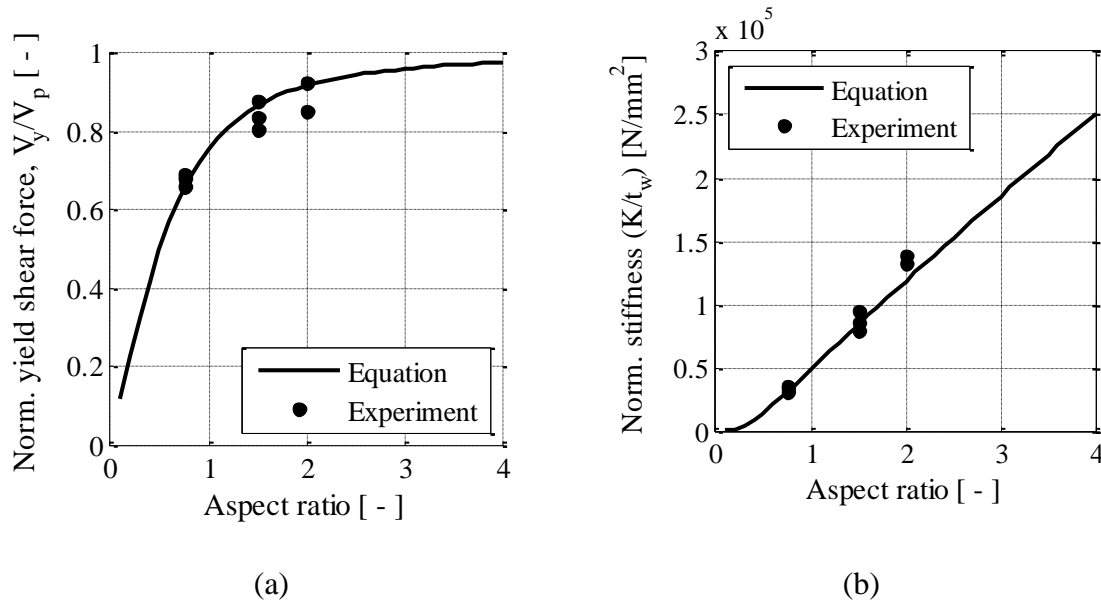 Norm. yield shear force, V_y/V_p [ - ]
1
0.8
0.6
0.4
0.2
0
0 1 2 3 4
Equation
Experiment
Aspect ratio [ - ]
(a)
x 10^5
Norm. stiffness (K/t_w) [N/mm^2]
3
2.5
2
1.5
1
0.5
0
0 1 2 3 4
Equation
Experiment
Aspect ratio [ - ]
(b)